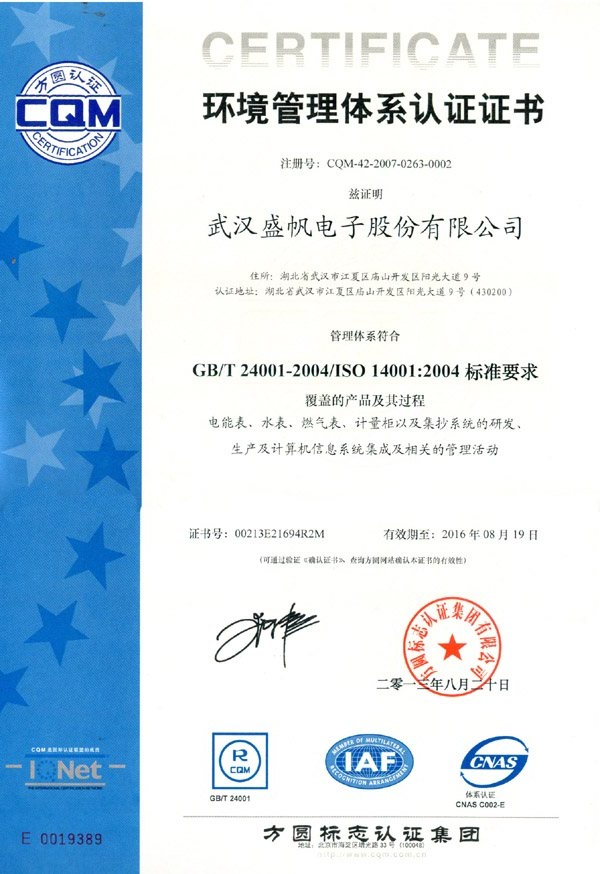 CERTIFICATE
方圆认证
CQM
CERTIFICATION
环境管理体系认证证书
注册号：CQM-42-2007-0263-0002
兹证明
武汉盛帆电子股份有限公司
住所：湖北省武汉市江夏区庙山开发区阳光大道9号
认证地址：湖北省武汉市江夏区庙山开发区阳光大道9号（430200）
管理体系符合
GB/T 24001-2004/ISO 14001:2004 标准要求
覆盖的产品及其过程
电能表、水表、燃气表、计量柜以及集抄系统的研发、
生产及计算机信息系统集成及相关的管理活动
证书号：00213E21694R2M
有效期至：2016年08月19日
（可通过验证《确认证书》、查询方圆网站确认本证书的有效性）
方圆标志认证集团有限公司
二零一三年八月二十日
CQM 是国际认证联盟的成员
IQNet
THE INTERNATIONAL CERTIFICATION NETWORK
R
CQM
GB/T 24001
MEMBER OF MULTILATERAL
IAF
RECOGNITION ARRANGEMENT
CNAS
体系认证
CNAS C002-E
E 0019389
方圆标志认证集团
地址：北京市海淀区增光路33号（100048）
http://www.cqm.com.cn